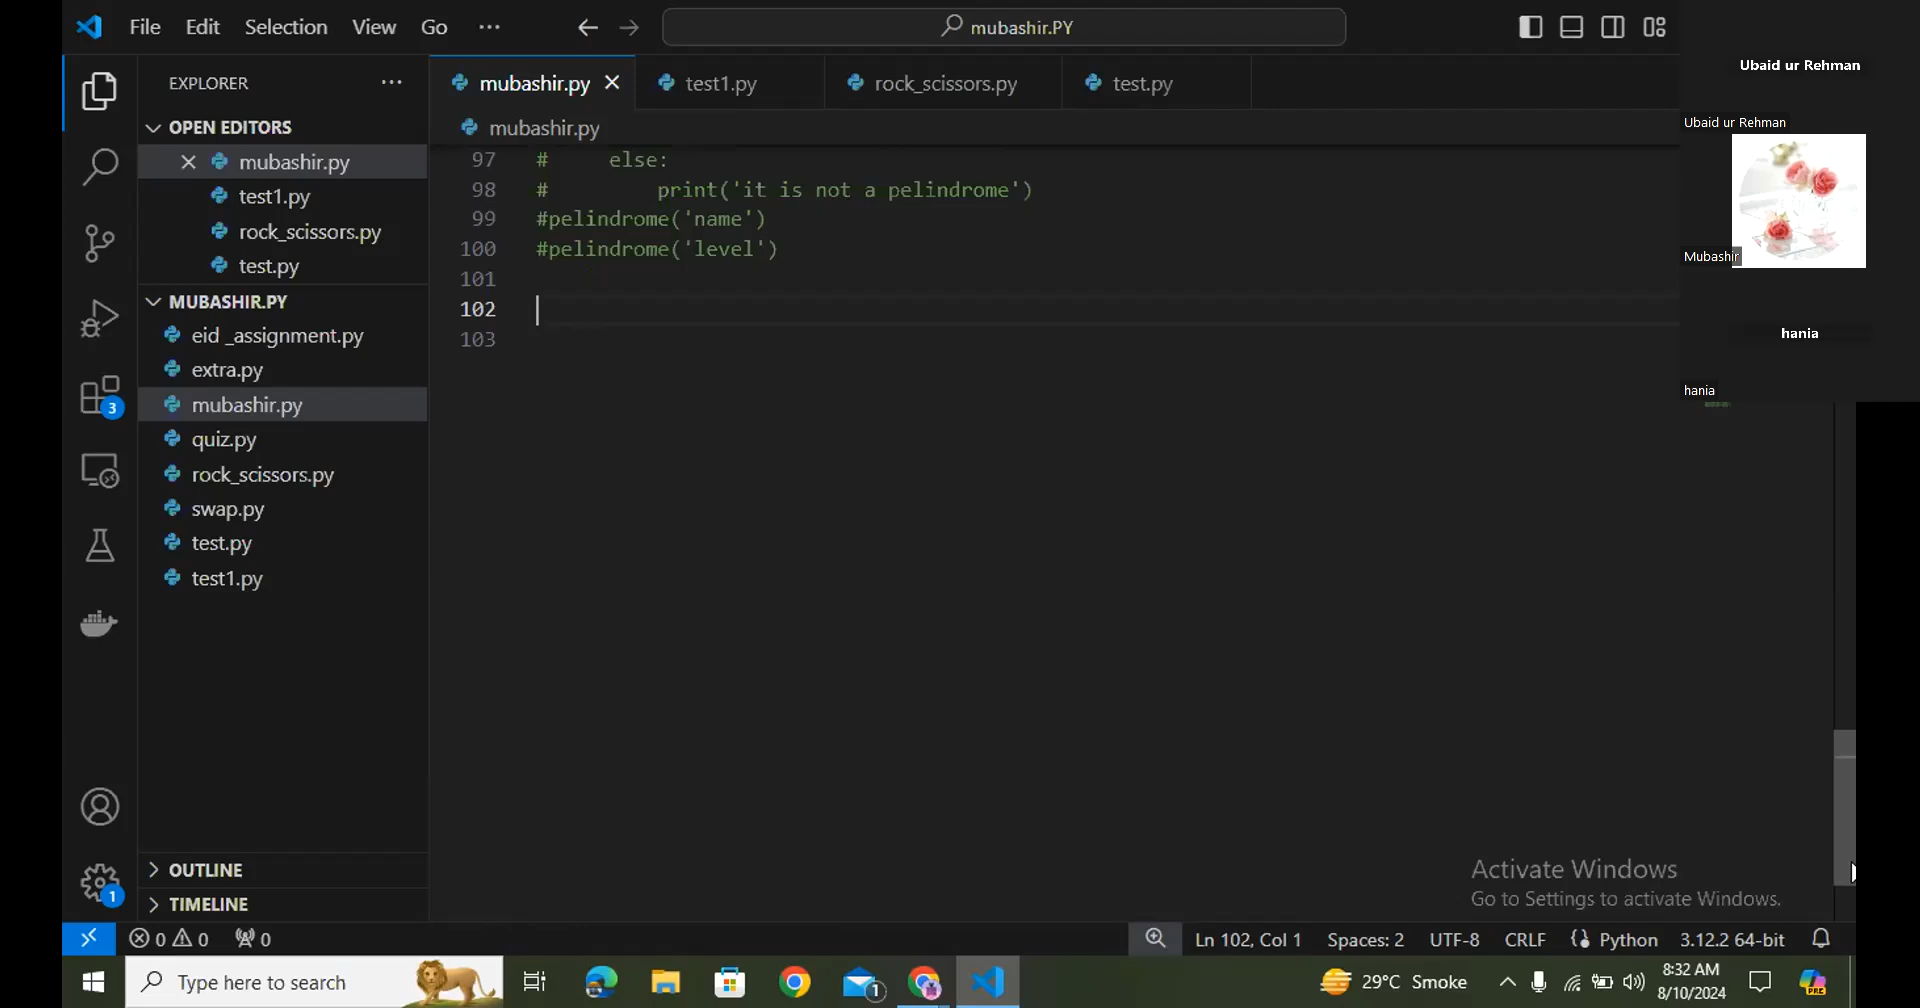 File Edit Selection View Go ··· mubashir.PY
Ubaid ur Rehman
EXPLORER ···
mubashir.py test1.py rock_scissors.py test.py
Ubaid ur Rehman
OPEN EDITORS
mubashir.py
mubashir.py
test1.py
rock_scissors.py
test.py
97 #     else:
98 #         print('it is not a pelindrome')
99 #pelindrome('name')
100 #pelindrome('level')
101
102
103
Mubashir
hania
hania
MUBASHIR.PY
eid _assignment.py
extra.py
mubashir.py
quiz.py
rock_scissors.py
swap.py
test.py
test1.py
3
OUTLINE
TIMELINE
1
Activate Windows
Go to Settings to activate Windows.
0 0 0 Ln 102, Col 1 Spaces: 2 UTF-8 CRLF Python 3.12.2 64-bit
Type here to search 1 29°C Smoke 8:32 AM
8/10/2024
PRE